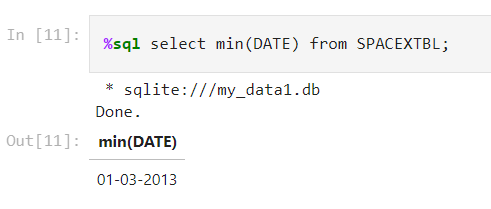 In [11]: %sql select min(DATE) from SPACEXTBL;
* sqlite:///my_data1.db
Done.
Out[11]: min(DATE)
01-03-2013